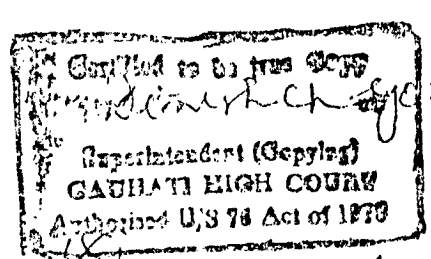 Certified to be true Copy
Superintendent (Copying)
GAUHATI HIGH COURT
Authorised U/S 76 Act of 1872